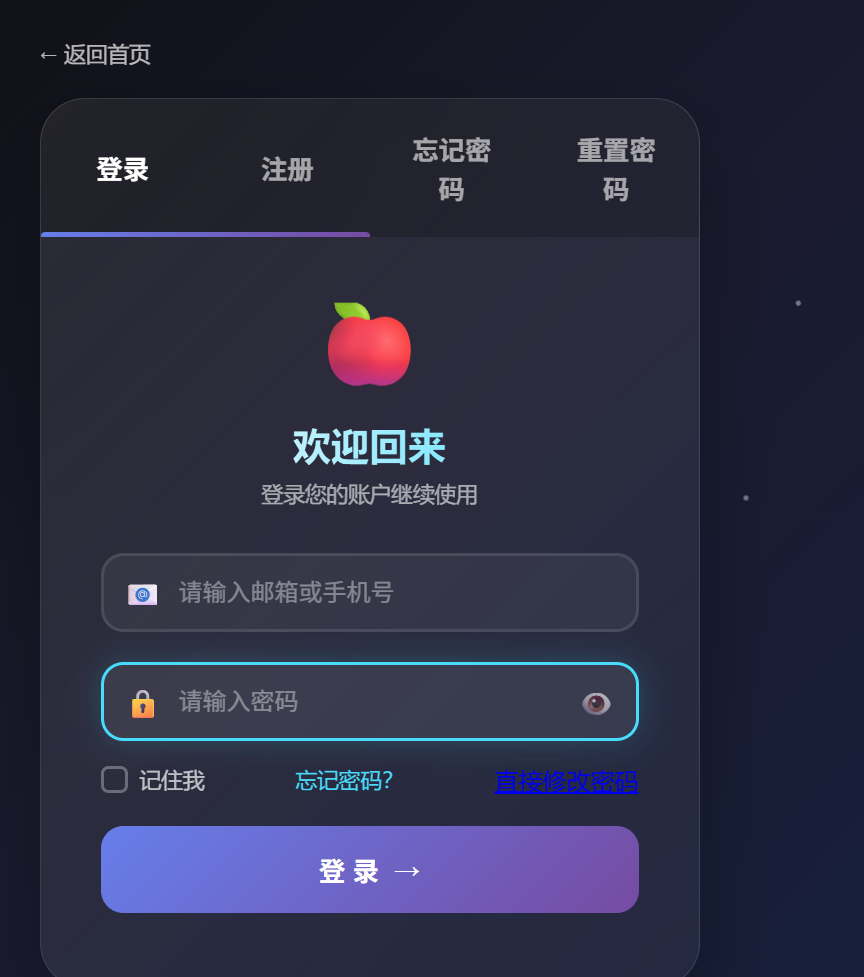 ← 返回首页
登录
注册
忘记密
码
重置密
码
欢迎回来
登录您的账户继续使用
请输入邮箱或手机号
请输入密码
记住我
忘记密码？
直接修改密码
登 录 →